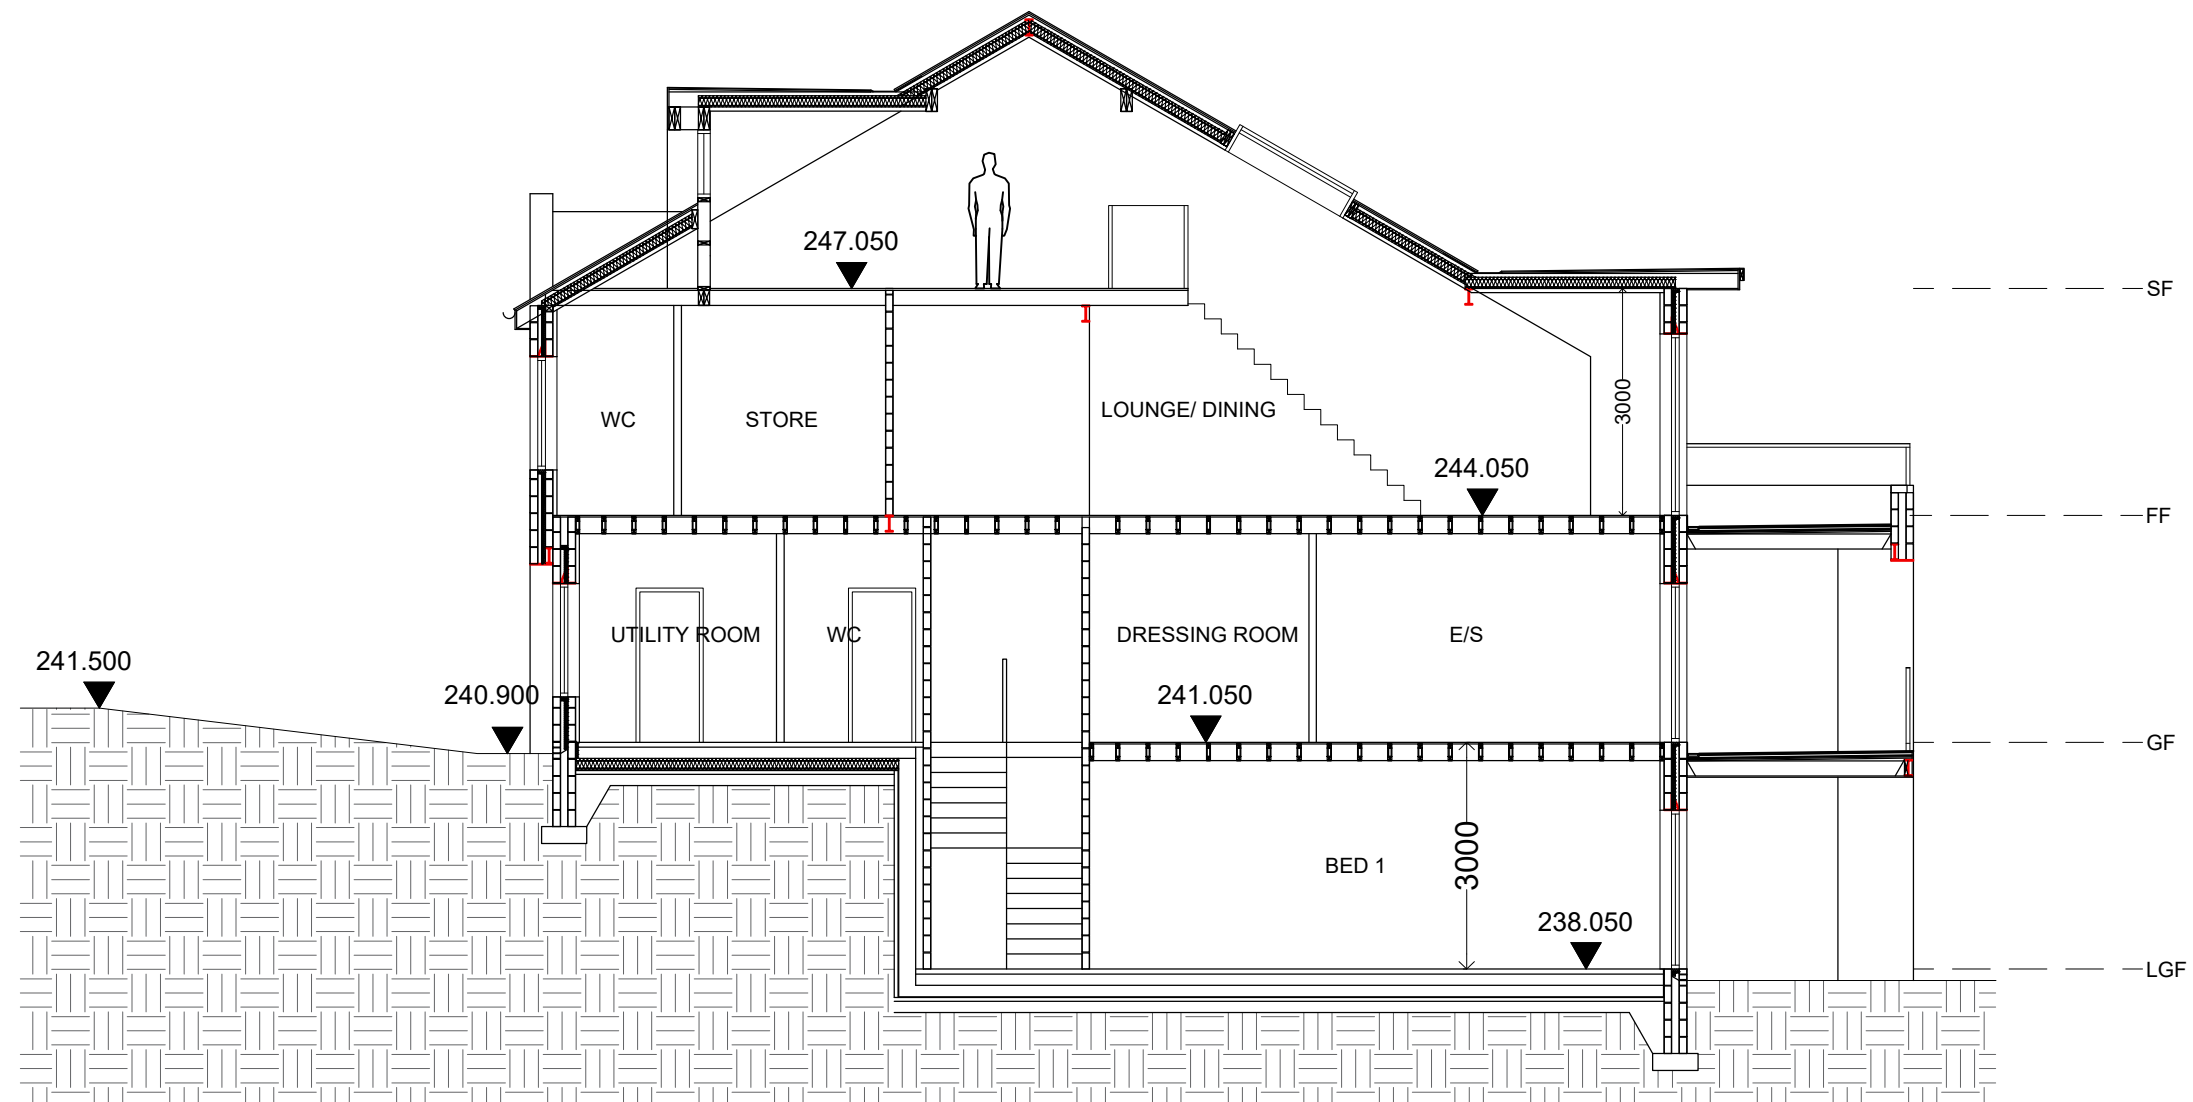 247.050
SF
WC
STORE
LOUNGE/ DINING
3000
244.050
FF
UTILITY ROOM
WC
DRESSING ROOM
E/S
241.500
240.900
241.050
GF
3000
BED 1
238.050
LGF